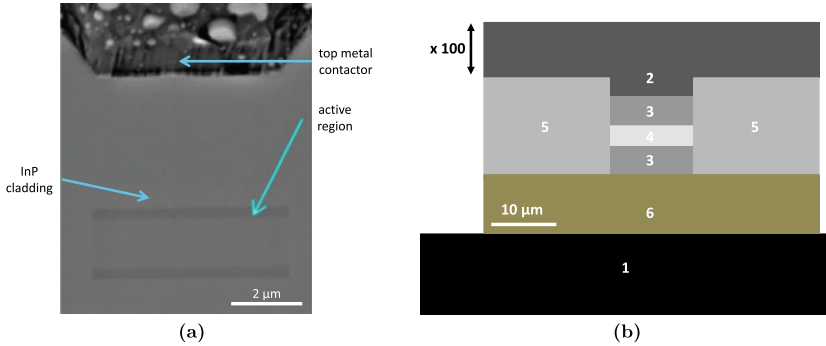 top metal
contactor
active
region
InP
cladding
2 μm
(a)
x 100
2
3
5
4
5
3
10 μm
6
1
(b)